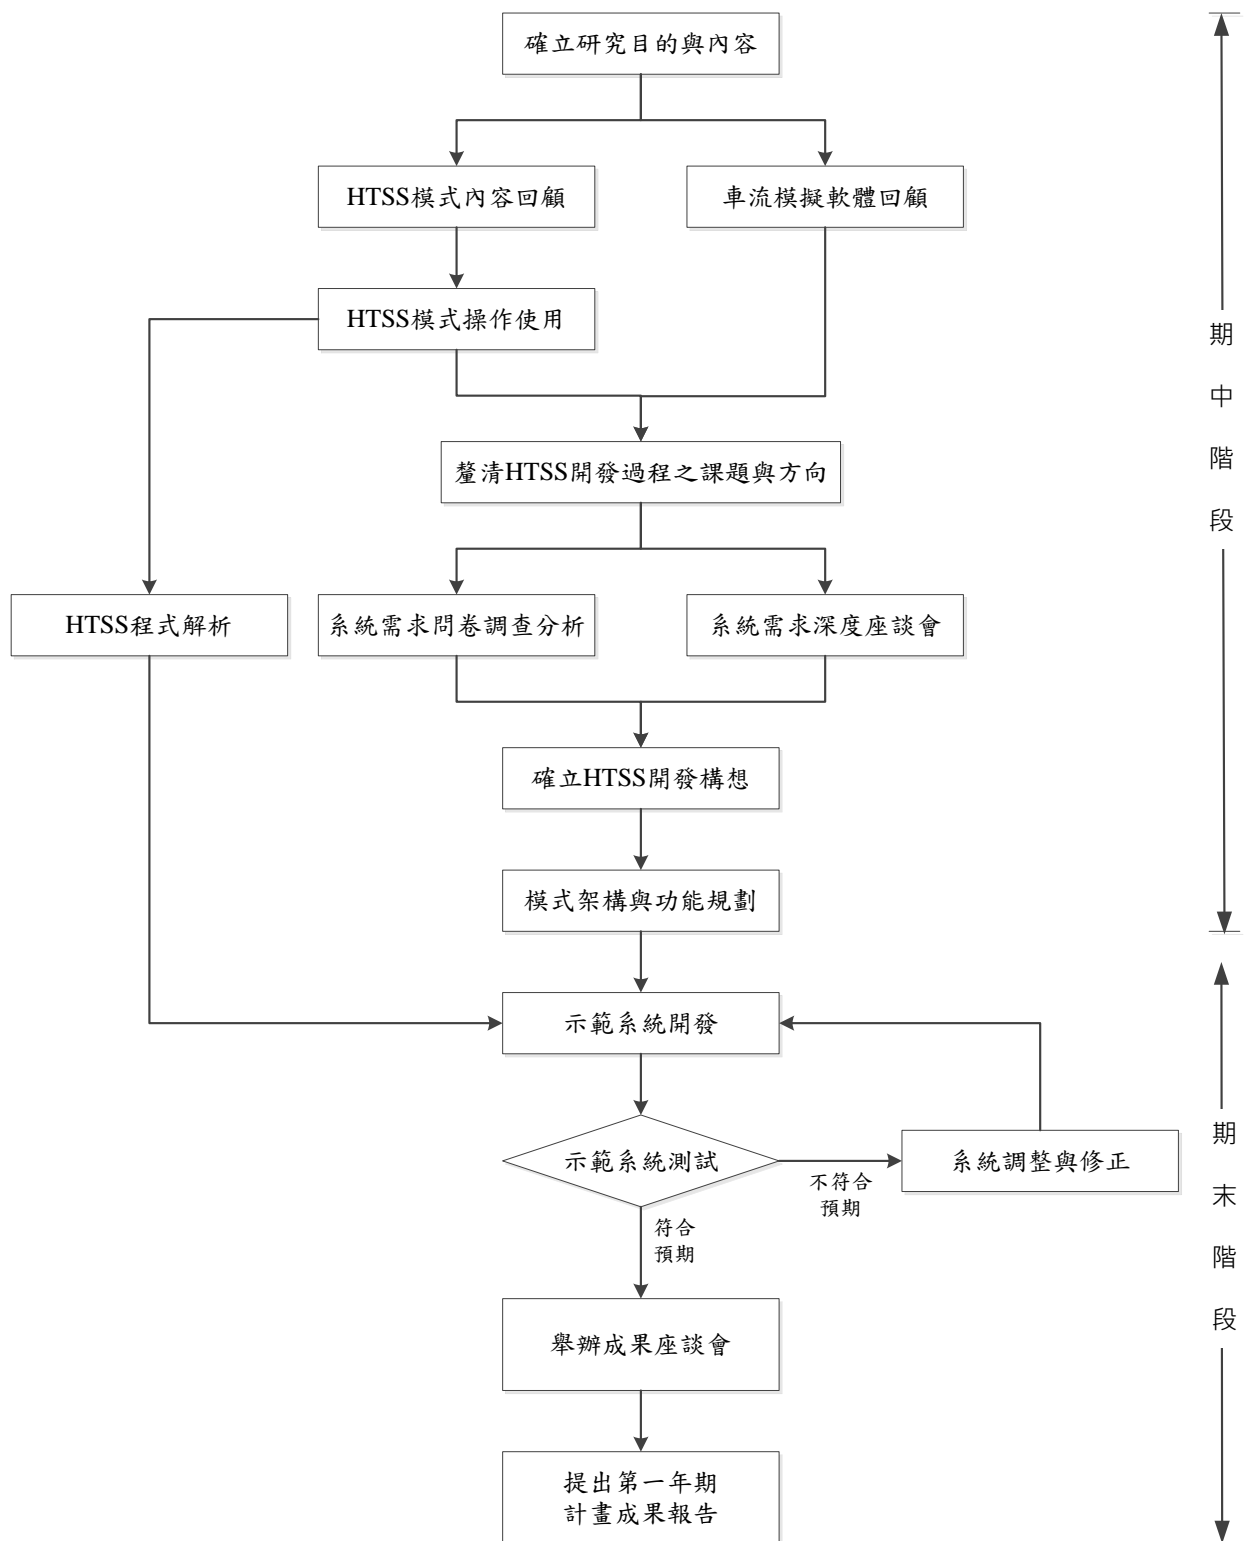 確立研究目的與內容
HTSS模式內容回顧
車流模擬軟體回顧
HTSS模式操作使用
釐清HTSS開發過程之課題與方向
HTSS程式解析
系統需求問卷調查分析
系統需求深度座談會
確立HTSS開發構想
模式架構與功能規劃
示範系統開發
示範系統測試
不符合
預期
系統調整與修正
符合
預期
舉辦成果座談會
提出第一年期
計畫成果報告
期
中
階
段
期
末
階
段